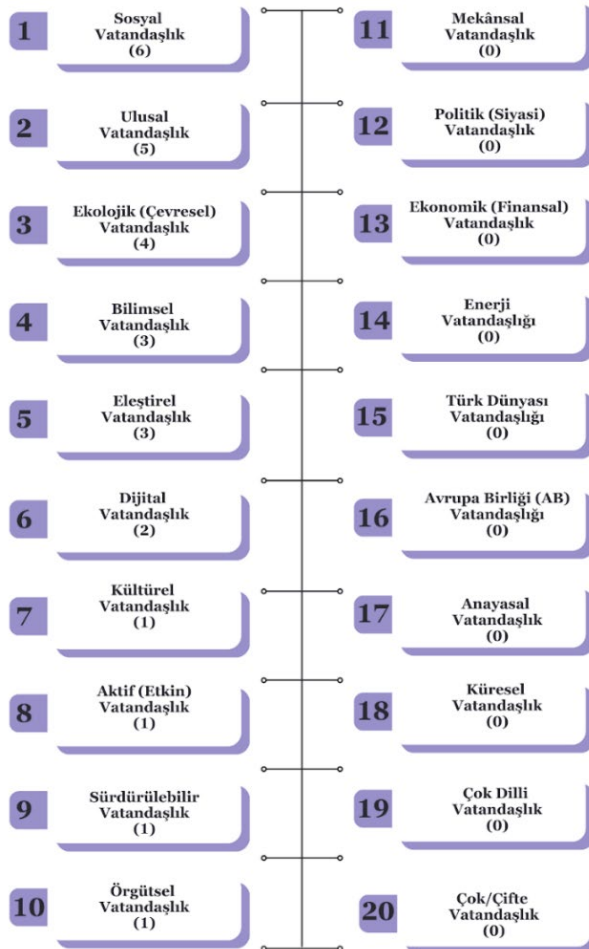 1
Sosyal
Vatandaşlık
(6)
2
Ulusal
Vatandaşlık
(5)
3
Ekolojik (Çevresel)
Vatandaşlık
(4)
4
Bilimsel
Vatandaşlık
(3)
5
Eleştirel
Vatandaşlık
(3)
6
Dijital
Vatandaşlık
(2)
7
Kültürel
Vatandaşlık
(1)
8
Aktif (Etkin)
Vatandaşlık
(1)
9
Sürdürülebilir
Vatandaşlık
(1)
10
Örgütsel
Vatandaşlık
(1)
11
Mekânsal
Vatandaşlık
(0)
12
Politik (Siyasi)
Vatandaşlık
(0)
13
Ekonomik (Finansal)
Vatandaşlık
(0)
14
Enerji
Vatandaşlığı
(0)
15
Türk Dünyası
Vatandaşlığı
(0)
16
Avrupa Birliği (AB)
Vatandaşlığı
(0)
17
Anayasal
Vatandaşlık
(0)
18
Küresel
Vatandaşlık
(0)
19
Çok Dilli
Vatandaşlık
(0)
20
Çok/Çifte
Vatandaşlık
(0)